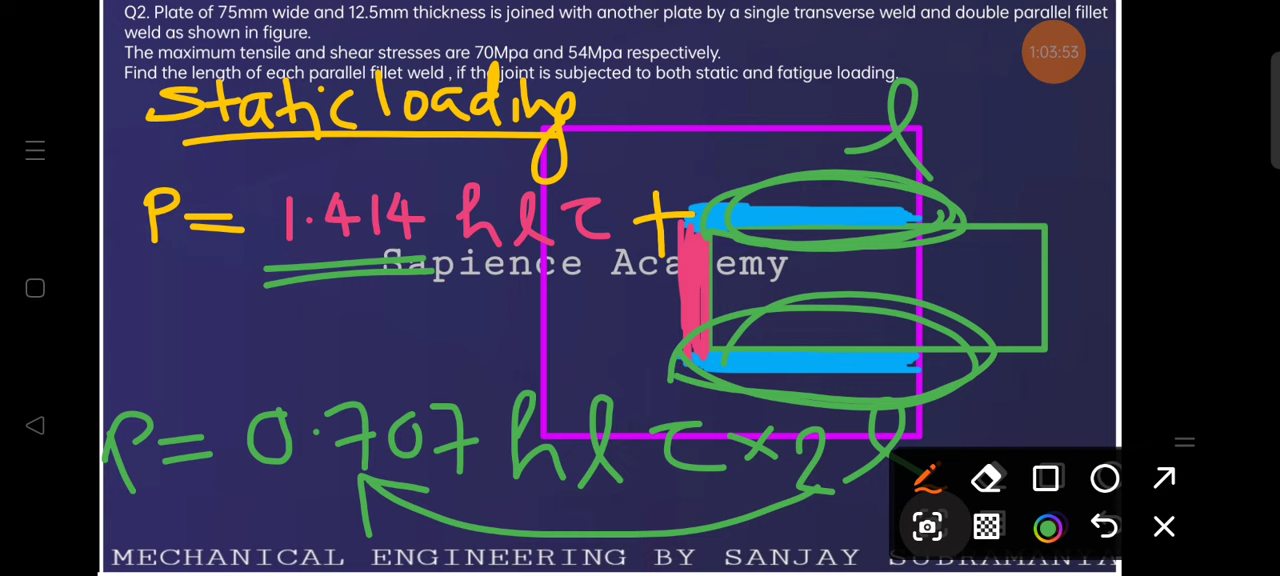 Q2. Plate of 75mm wide and 12.5mm thickness is joined with another plate by a single transverse weld and double parallel fillet
weld as shown in figure.
The maximum tensile and shear stresses are 70Mpa and 54Mpa respectively.
Find the length of each parallel fillet weld , if the joint is subjected to both static and fatigue loading.
1:03:53
static loading
l
P = 1.414 h l τ +
Sapience Academy
P = 0.707 h l τ × 2
l
MECHANICAL ENGINEERING BY SANJAY SUBRAMANIA